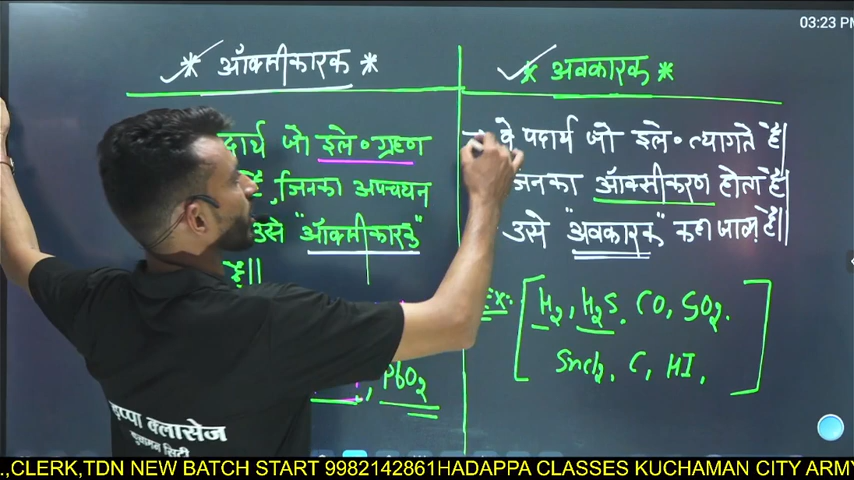 03:23 PM
* ऑक्सीकारक *
दार्थ जो इले॰ ग्रहण
है, जिनका अपचयन
उसे "ऑक्सीकारक"
है॥
, PbO2
* अवकारक *
वे पदार्थ जो इले॰ त्यागते है|
जिनका ऑक्सीकरण होता है|
उसे "अवकारक" कहा जाता है॥
Ex:- [H2, H2S, CO, SO2.
SnCl2, C, HI, ]
हडप्पा क्लासेज
कुचामन सिटी
.,CLERK,TDN NEW BATCH START 9982142861HADAPPA CLASSES KUCHAMAN CITY ARMY